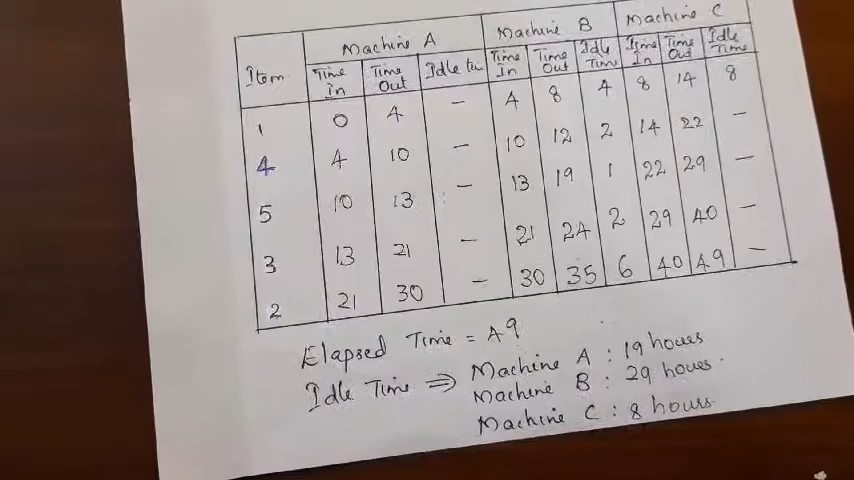 Machine A Machine B Machine C
Item Time In Time Out Idle tim Time In Time Out Idle Time Time In Time Out Idle Time
1 0 4 - 4 8 4 8 14 8
4 4 10 - 10 12 2 14 22 -
5 10 13 - 13 19 1 22 29 -
3 13 21 - 21 24 2 29 40 -
2 21 30 - 30 35 6 40 49 -
Elapsed Time = 49
Idle Time ⇒ Machine A : 19 hours
Machine B : 29 hours.
Machine C : 8 hours